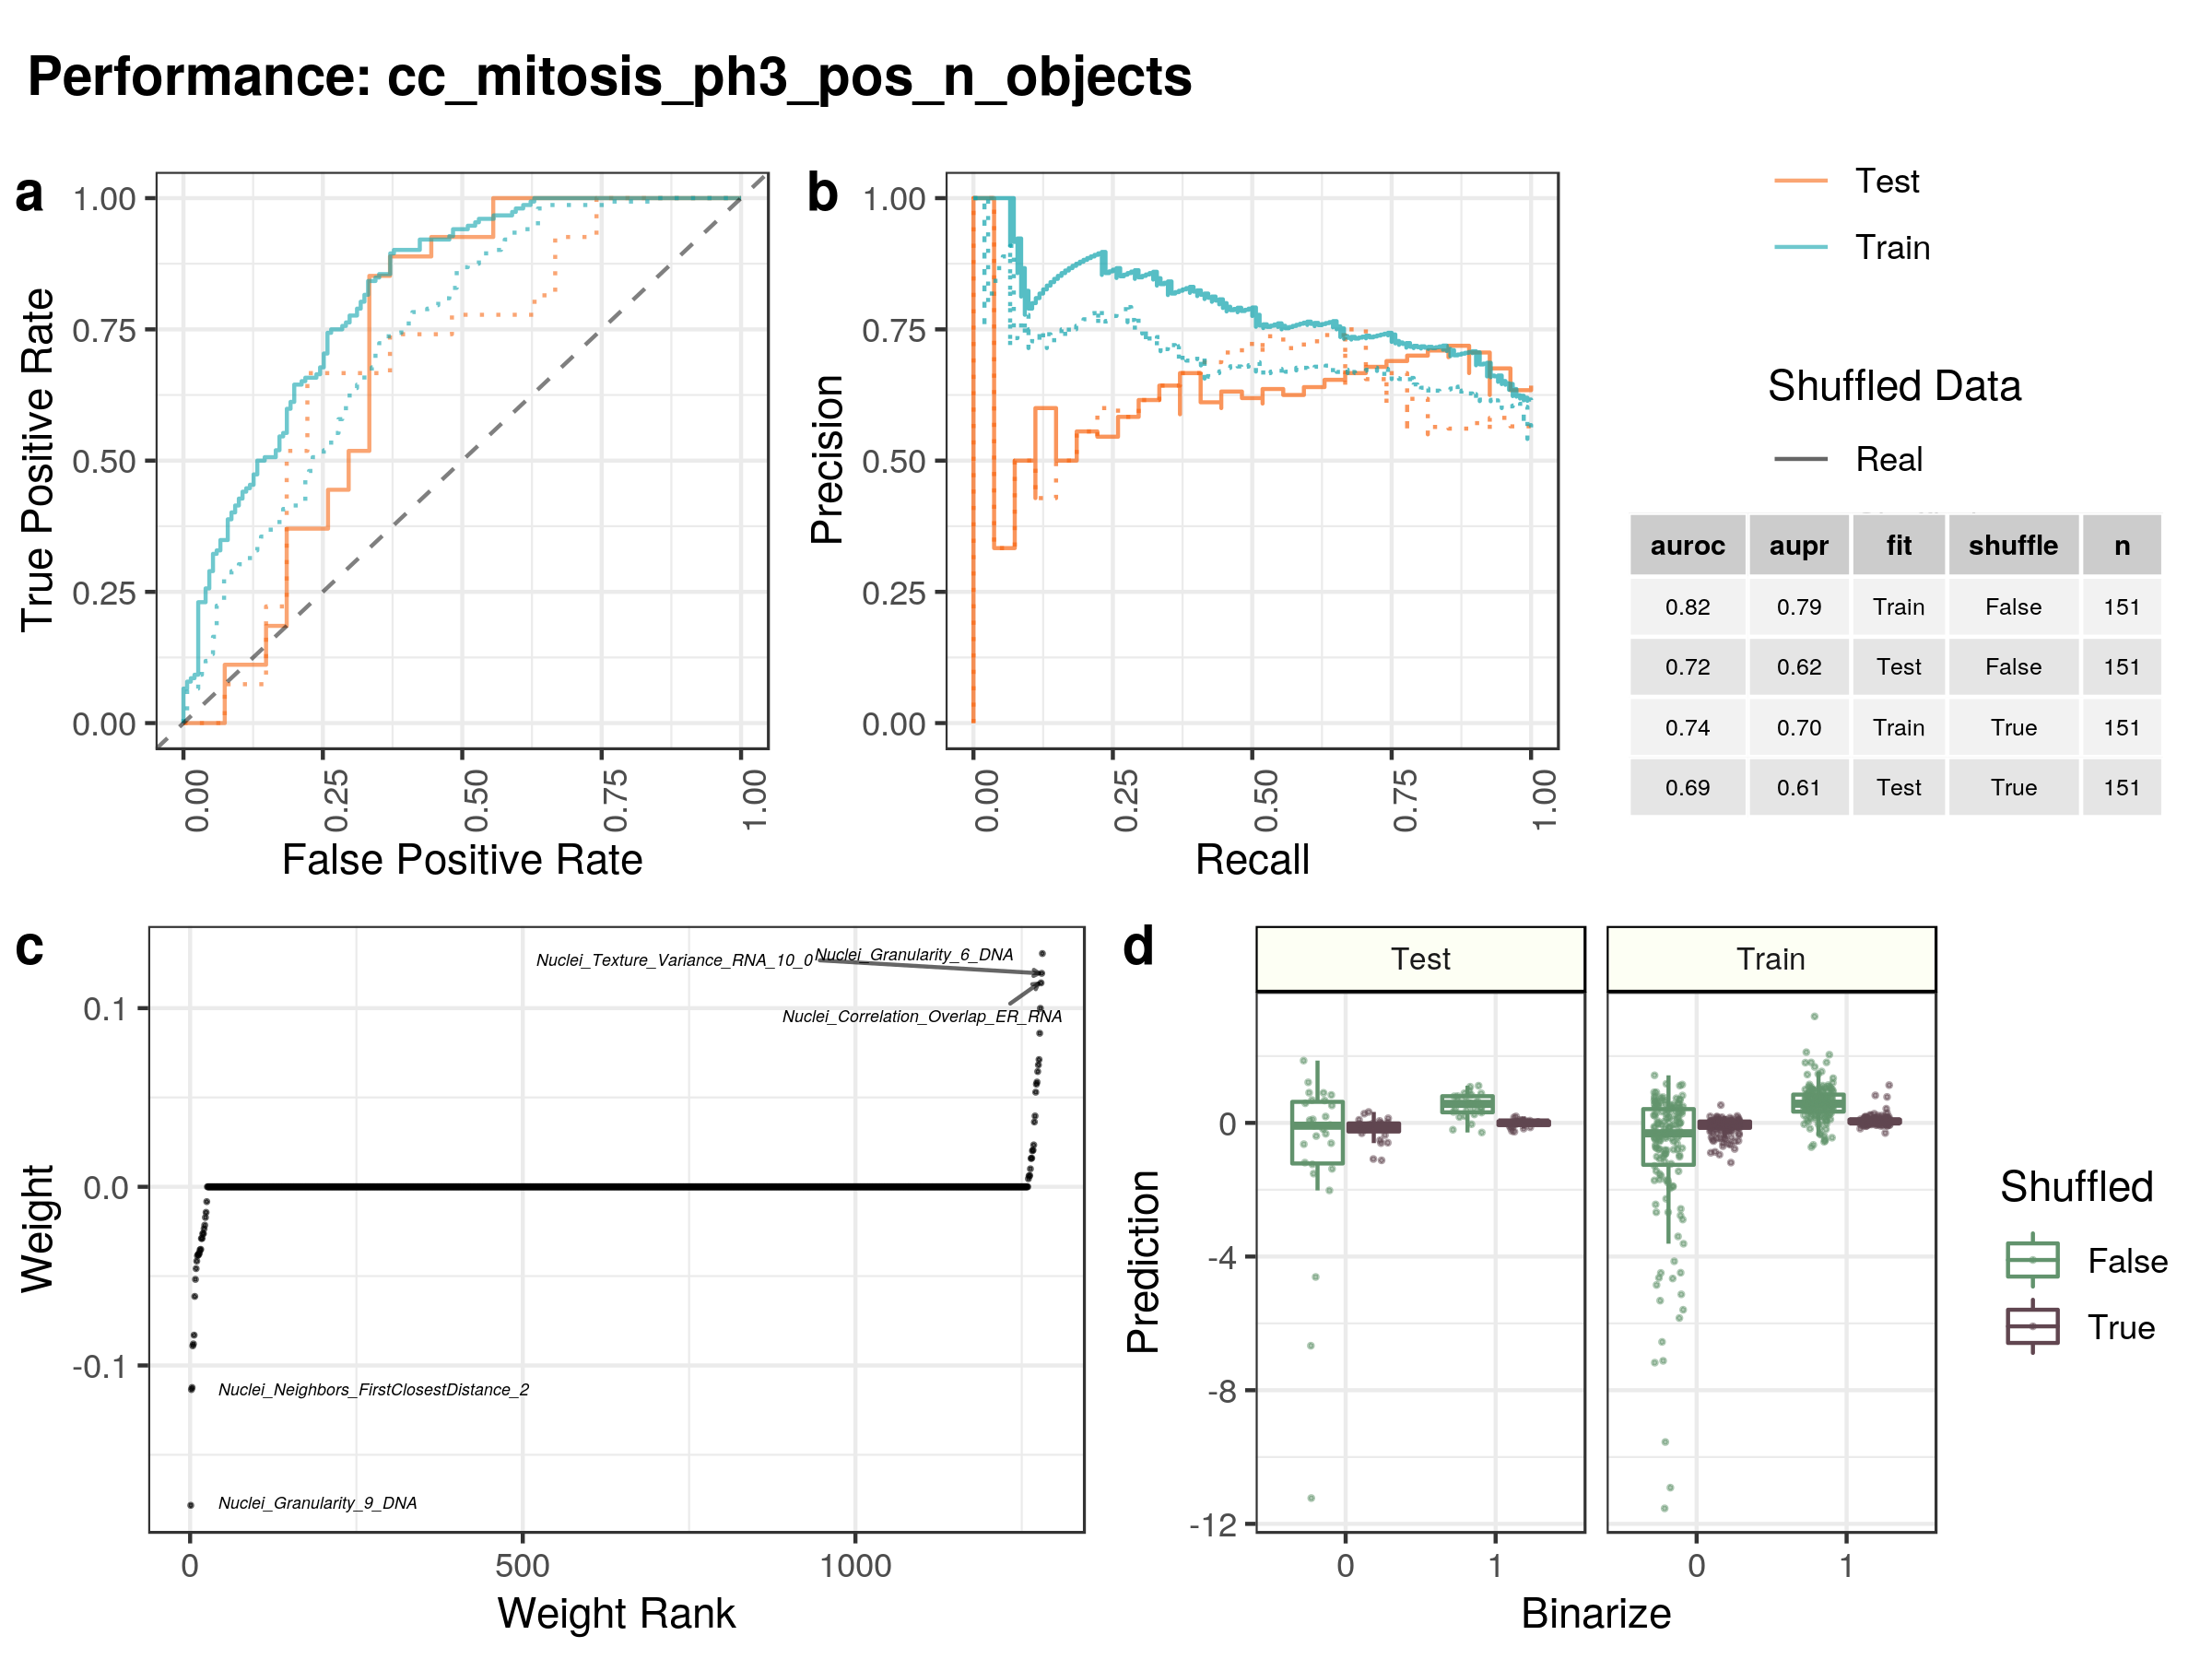 Performance: cc_mitosis_ph3_pos_n_objects
a
True Positive Rate
1.00
0.75
0.50
0.25
0.00
0.00
0.25
0.50
0.75
1.00
False Positive Rate
b
Precision
1.00
0.75
0.50
0.25
0.00
0.00
0.25
0.50
0.75
1.00
Recall
Test
Train
Shuffled Data
Real
auroc aupr fit shuffle n
0.82 0.79 Train False 151
0.72 0.62 Test False 151
0.74 0.70 Train True 151
0.69 0.61 Test True 151
c
Weight
0.1
0.0
-0.1
Nuclei_Texture_Variance_RNA_10_0
Nuclei_Granularity_6_DNA
Nuclei_Correlation_Overlap_ER_RNA
Nuclei_Neighbors_FirstClosestDistance_2
Nuclei_Granularity_9_DNA
0 500 1000
Weight Rank
d
Test Train
Prediction
0
-4
-8
-12
0 1 0 1
Binarize
Shuffled
False
True